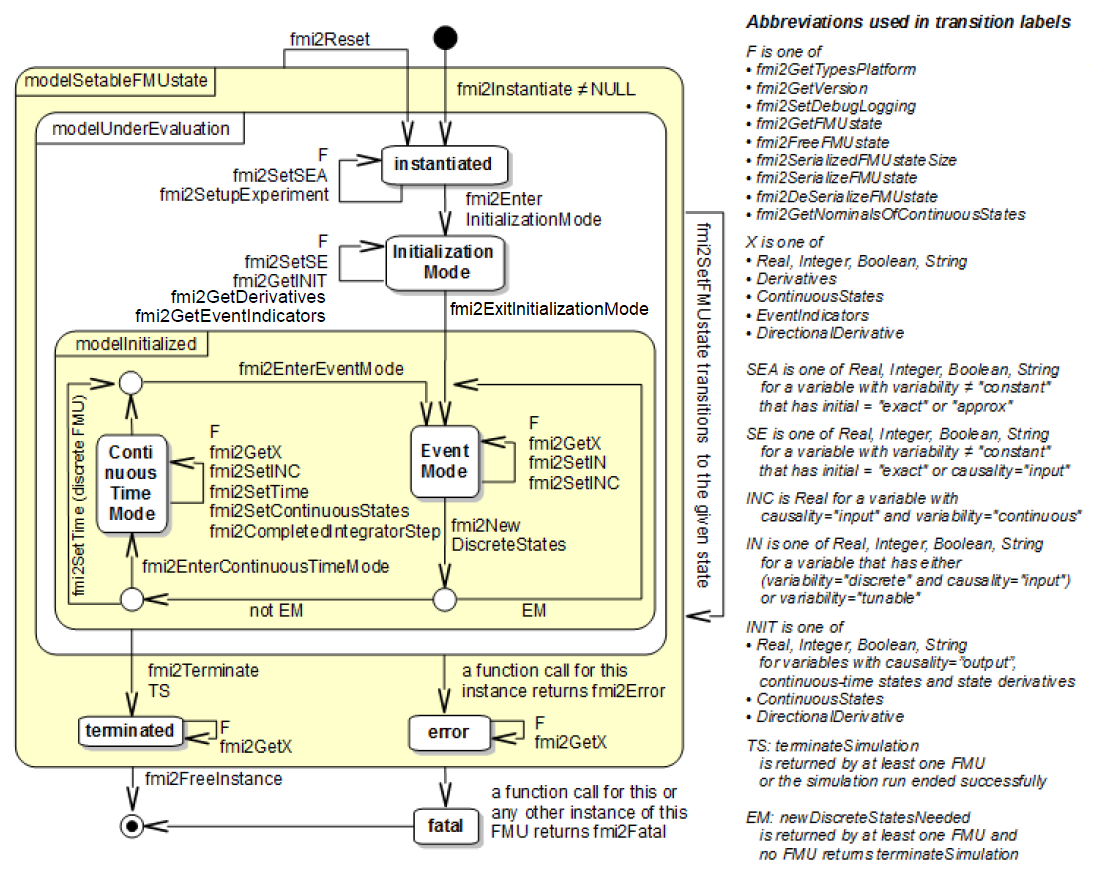 fmi2Reset
modelSetableFMUstate
fmi2Instantiate ≠ NULL
modelUnderEvaluation
instantiated
F
fmi2SetSEA
fmi2SetupExperiment
fmi2Enter
InitializationMode
Initialization
Mode
F
fmi2SetSE
fmi2GetINIT
fmi2GetDerivatives
fmi2GetEventIndicators
fmi2ExitInitializationMode
fmi2SetFMUstate transitions to the given state
modelInitialized
fmi2EnterEventMode
fmi2SetTime (discrete FMU)
Conti
nuous
Time
Mode
F
fmi2GetX
fmi2SetINC
fmi2SetTime
fmi2SetContinuousStates
fmi2CompletedIntegratorStep
Event
Mode
F
fmi2GetX
fmi2SetIN
fmi2SetINC
fmi2New
DiscreteStates
fmi2EnterContinuousTimeMode
not EM
EM
fmi2Terminate
TS
a function call for this
instance returns fmi2Error
terminated
F
fmi2GetX
error
F
fmi2GetX
fmi2FreeInstance
fatal
a function call for this or
any other instance of this
FMU returns fmi2Fatal
Abbreviations used in transition labels
F is one of
• fmi2GetTypesPlatform
• fmi2GetVersion
• fmi2SetDebugLogging
• fmi2GetFMUstate
• fmi2FreeFMUstate
• fmi2SerializedFMUstateSize
• fmi2SerializeFMUstate
• fmi2DeSerializeFMUstate
• fmi2GetNominalsOfContinuousStates
X is one of
• Real, Integer, Boolean, String
• Derivatives
• ContinuousStates
• EventIndicators
• DirectionalDerivative
SEA is one of Real, Integer, Boolean, String
for a variable with variability ≠ "constant"
that has initial = "exact" or "approx"
SE is one of Real, Integer, Boolean, String
for a variable with variability ≠ "constant"
that has initial = "exact" or causality="input"
INC is Real for a variable with
causality="input" and variability="continuous"
IN is one of Real, Integer, Boolean, String
for a variable that has either
(variability="discrete" and causality="input")
or variability="tunable"
INIT is one of
• Real, Integer, Boolean, String
for variables with causality="output",
continuous-time states and state derivatives
• ContinuousStates
• DirectionalDerivative
TS: terminateSimulation
is returned by at least one FMU
or the simulation run ended successfully
EM: newDiscreteStatesNeeded
is returned by at least one FMU and
no FMU returns terminateSimulation